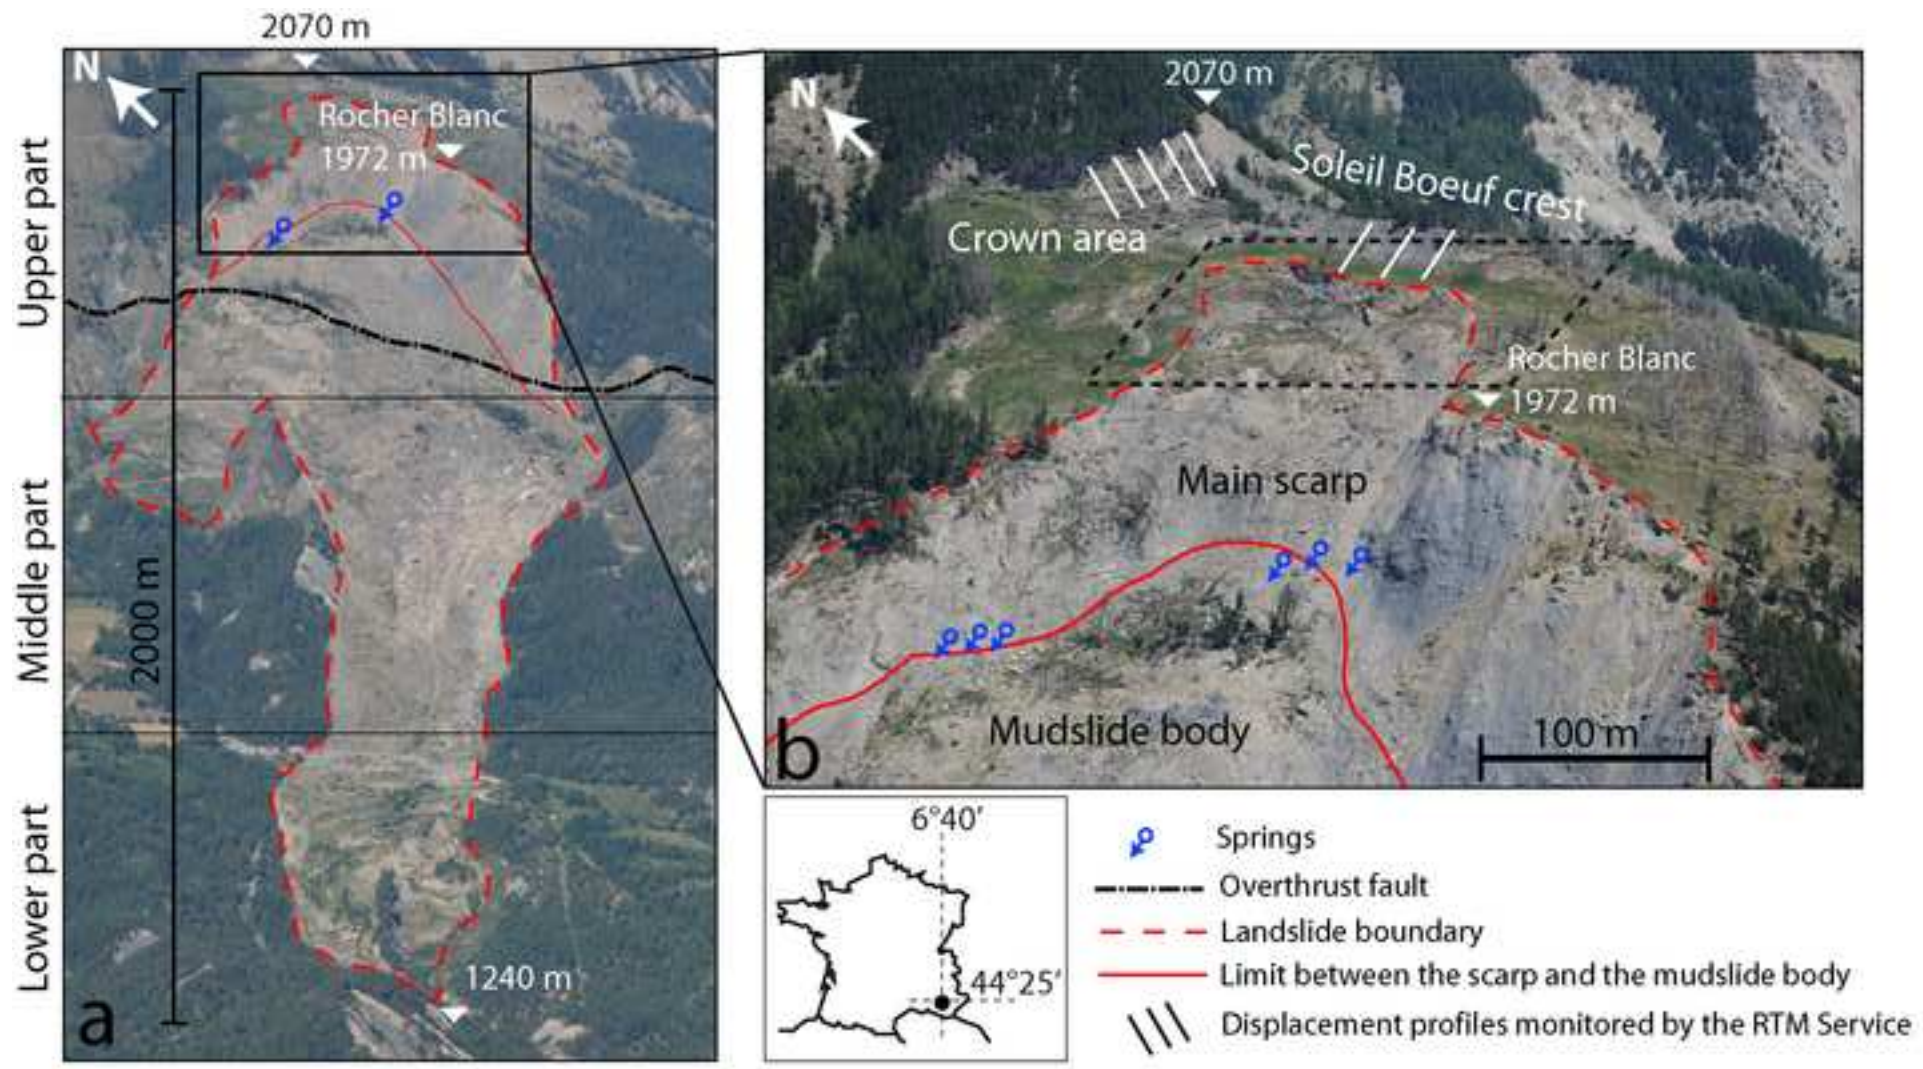 2070 m
N
Rocher Blanc
1972 m
Upper part
Middle part
Lower part
2000 m
1240 m
a
N
2070 m
Soleil Boeuf crest
Crown area
Rocher Blanc
1972 m
Main scarp
Mudslide body
100 m
b
6°40'
44°25'
Springs
Overthrust fault
Landslide boundary
Limit between the scarp and the mudslide body
Displacement profiles monitored by the RTM Service